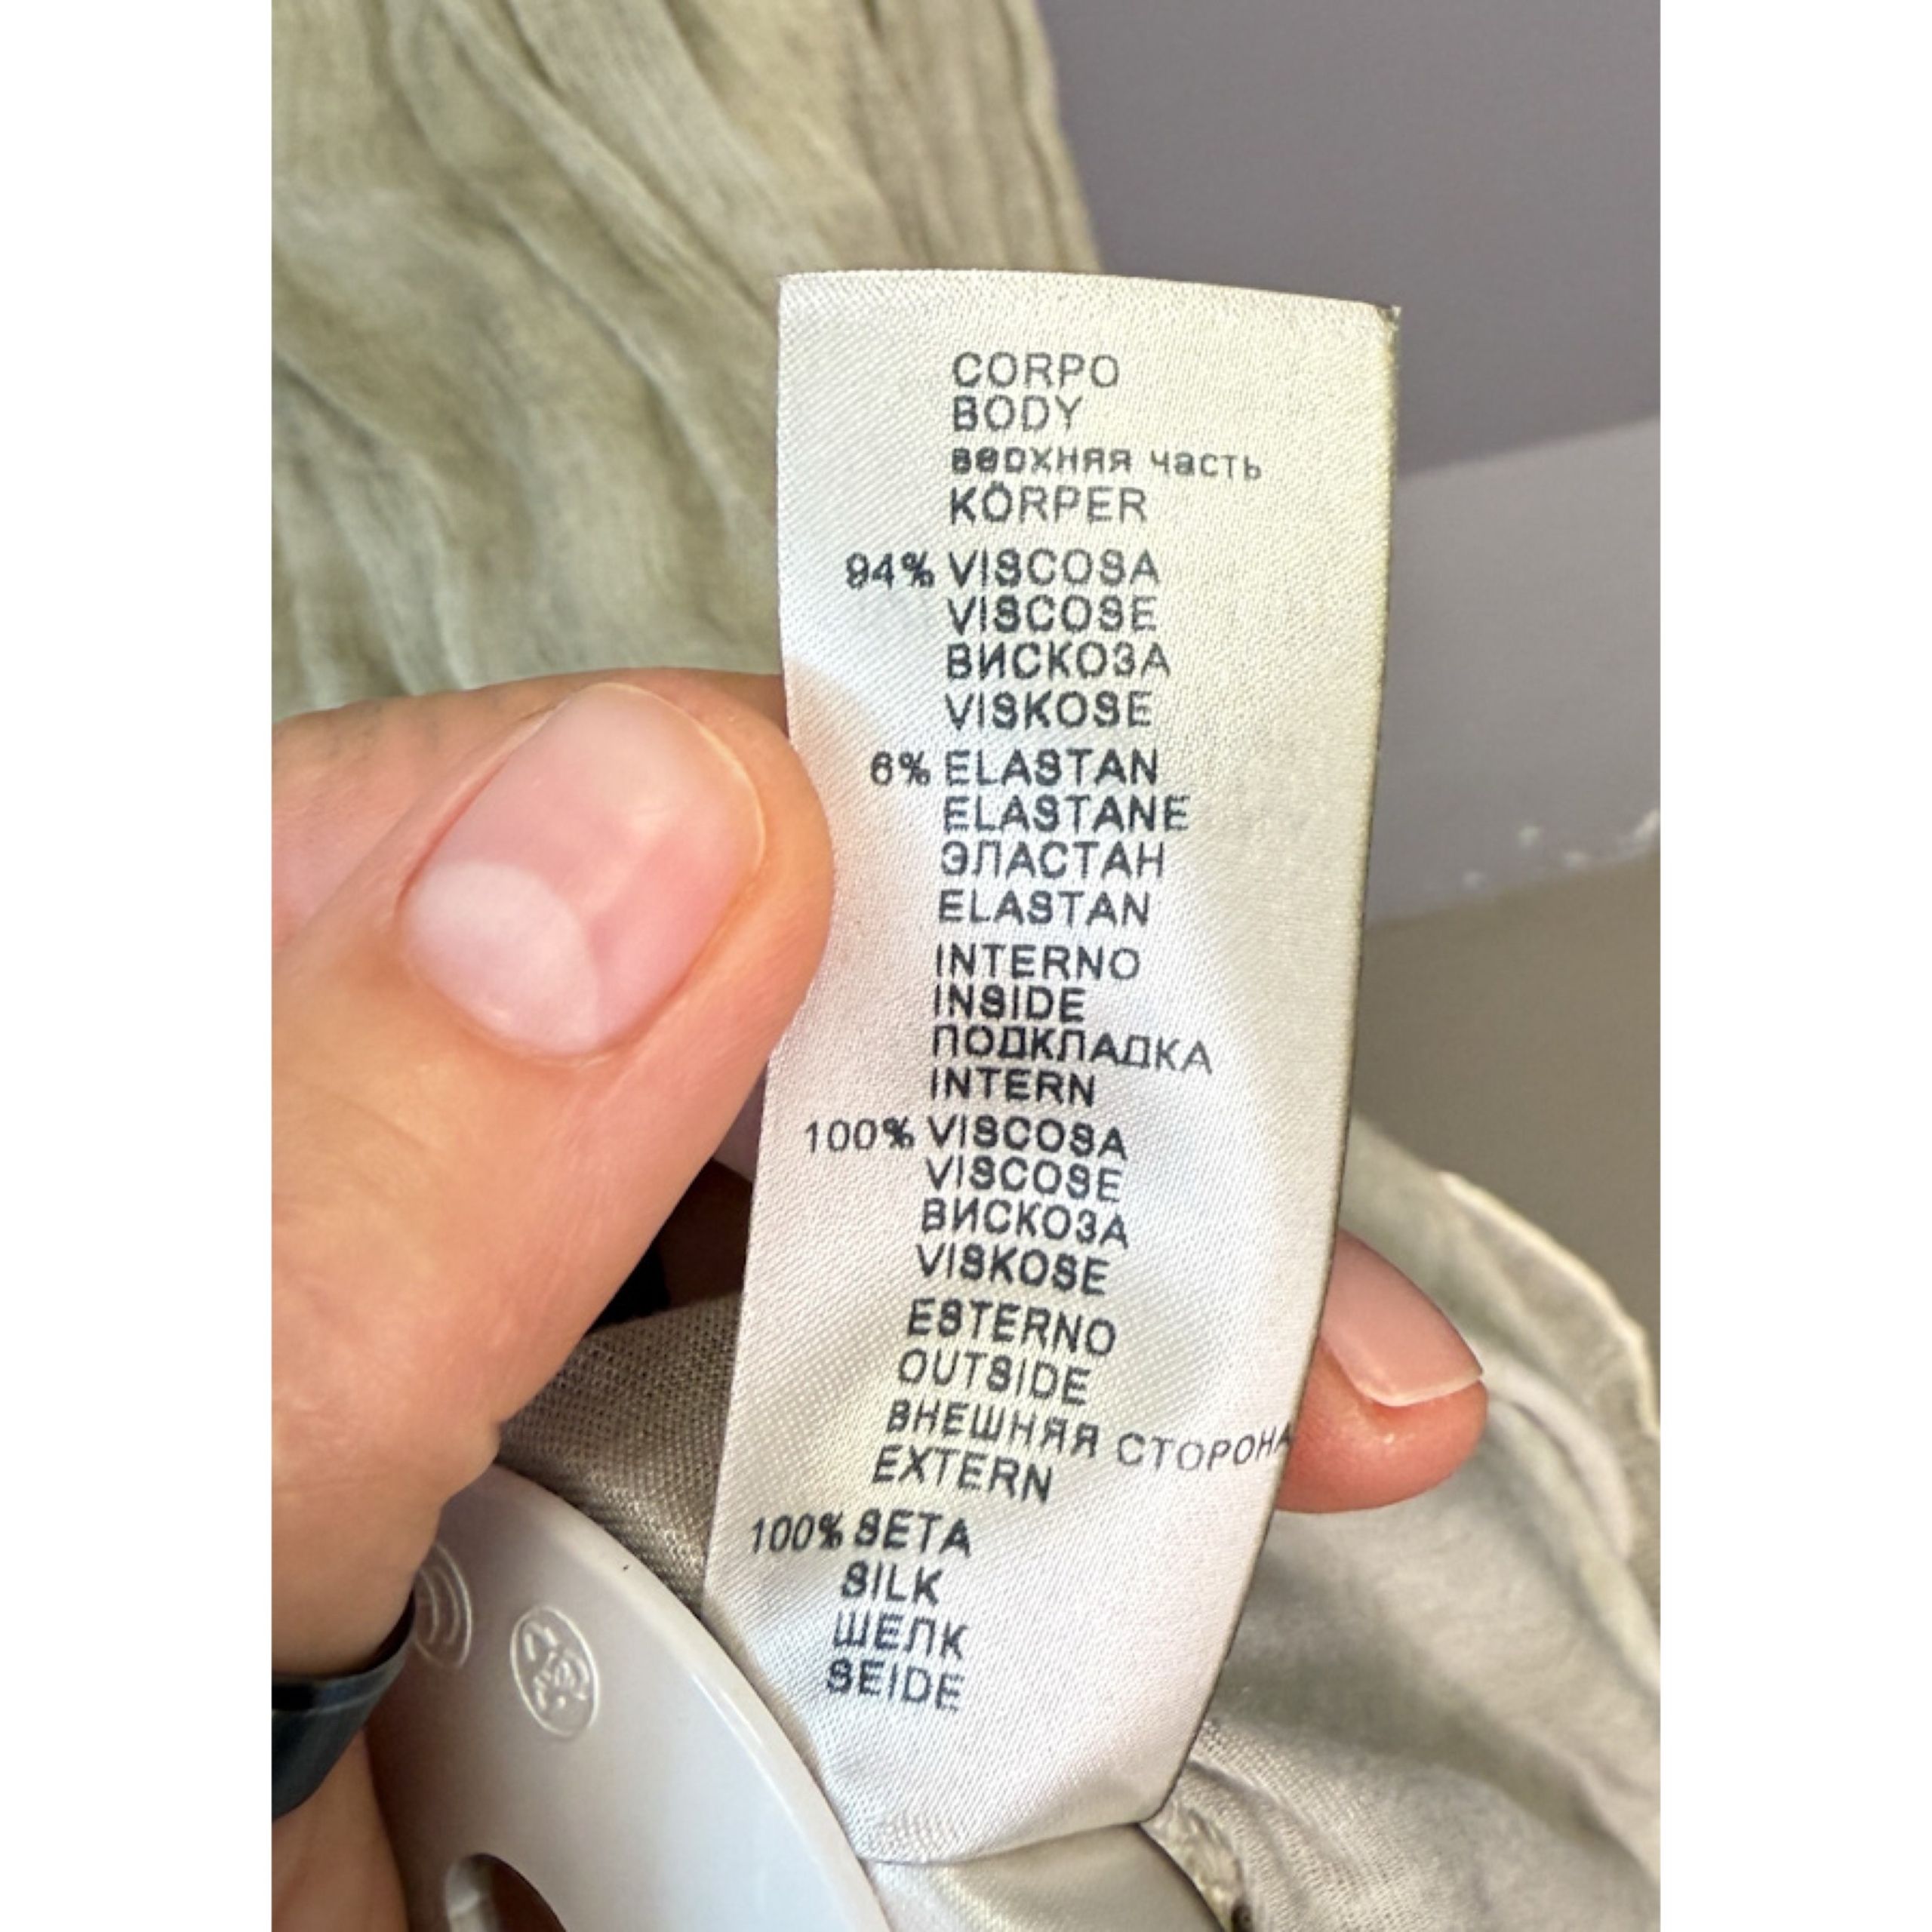 CORPO
BODY
верхняя часть
KÖRPER
94% VISCOSA
VISCOSE
ВИСКОЗА
VISKOSE
6% ELASTAN
ELASTANE
ЭЛАСТАН
ELASTAN
INTERNO
INSIDE
ПОДКЛАДКА
INTERN
100% VISCOSA
VISCOSE
ВИСКОЗА
VISKOSE
ESTERNO
OUTSIDE
ВНЕШНЯЯ СТОРОНА
EXTERN
100% SETA
SILK
ШЕЛК
SEIDE